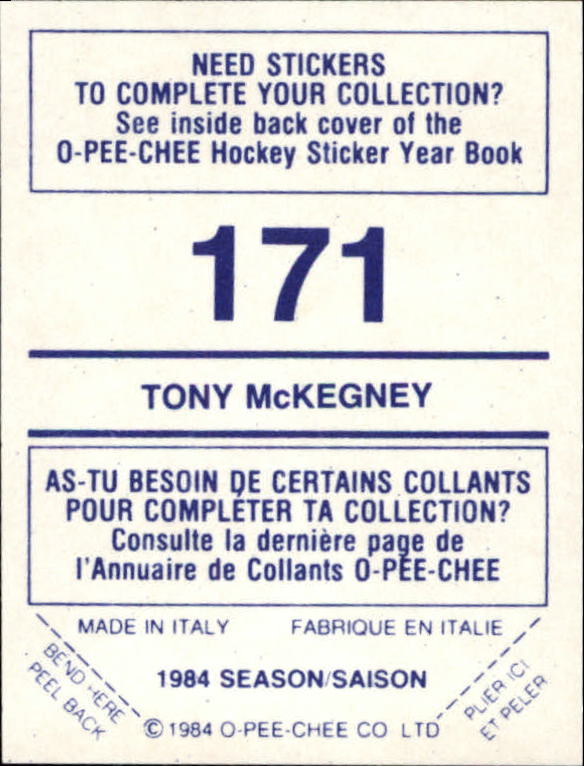 NEED STICKERS
TO COMPLETE YOUR COLLECTION?
See inside back cover of the
O-PEE-CHEE Hockey Sticker Year Book
171
TONY McKEGNEY
AS-TU BESOIN DE CERTAINS COLLANTS
POUR COMPLÉTER TA COLLECTION?
Consulte la dernière page de
l'Annuaire de Collants O-PEE-CHEE
MADE IN ITALY FABRIQUE EN ITALIE
BEND HERE
PEEL BACK
1984 SEASON/SAISON
PLIER ICI
ET PELER
© 1984 O-PEE-CHEE CO LTD